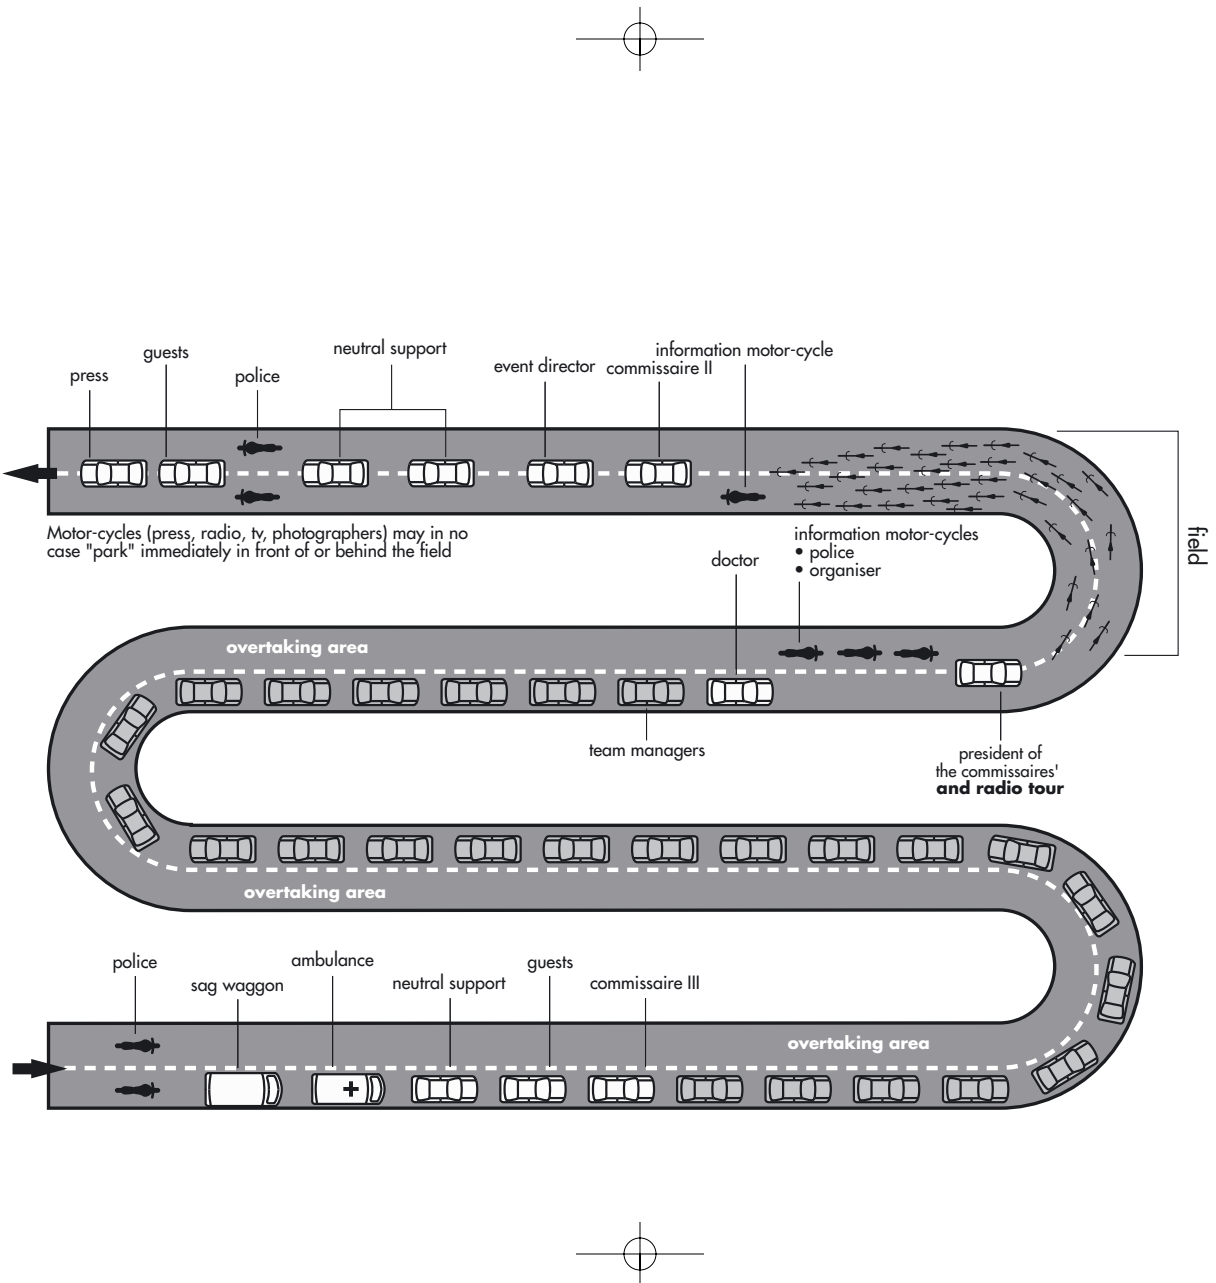 information motor-cycle
neutral support
guests
event director
commissaire II
press
police
Motor-cycles (press, radio, tv, photographers) may in no
case "park" immediately in front of or behind the field
field
information motor-cycles
• police
• organiser
doctor
overtaking area
team managers
president of
the commissaires'
and radio tour
overtaking area
police
ambulance
guests
sag waggon
neutral support
commissaire III
overtaking area